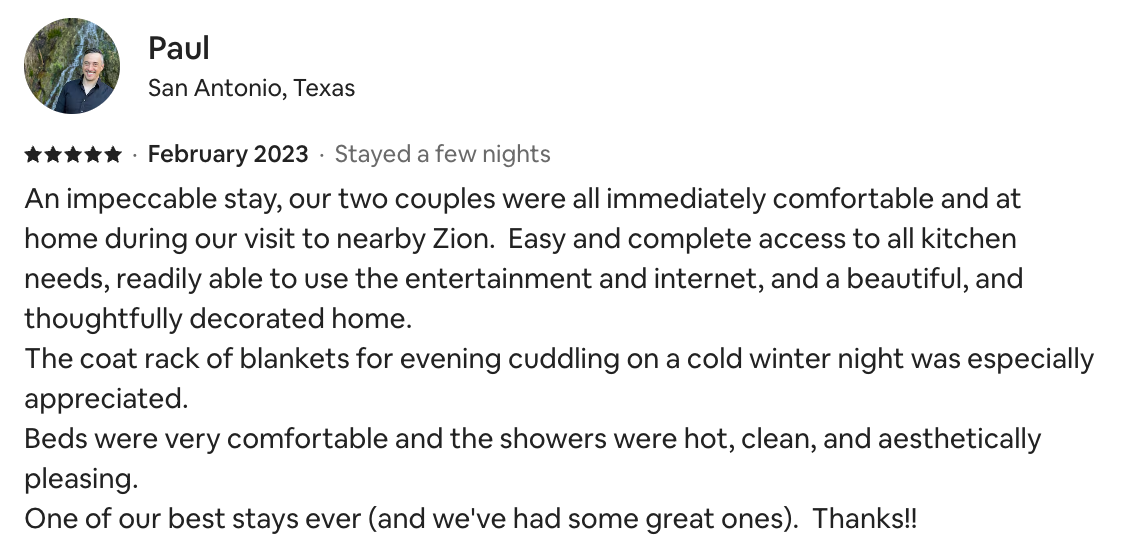 Paul
San Antonio, Texas
★★★★★ · February 2023 · Stayed a few nights
An impeccable stay, our two couples were all immediately comfortable and at
home during our visit to nearby Zion.  Easy and complete access to all kitchen
needs, readily able to use the entertainment and internet, and a beautiful, and
thoughtfully decorated home.
The coat rack of blankets for evening cuddling on a cold winter night was especially
appreciated.
Beds were very comfortable and the showers were hot, clean, and aesthetically
pleasing.
One of our best stays ever (and we've had some great ones).  Thanks!!